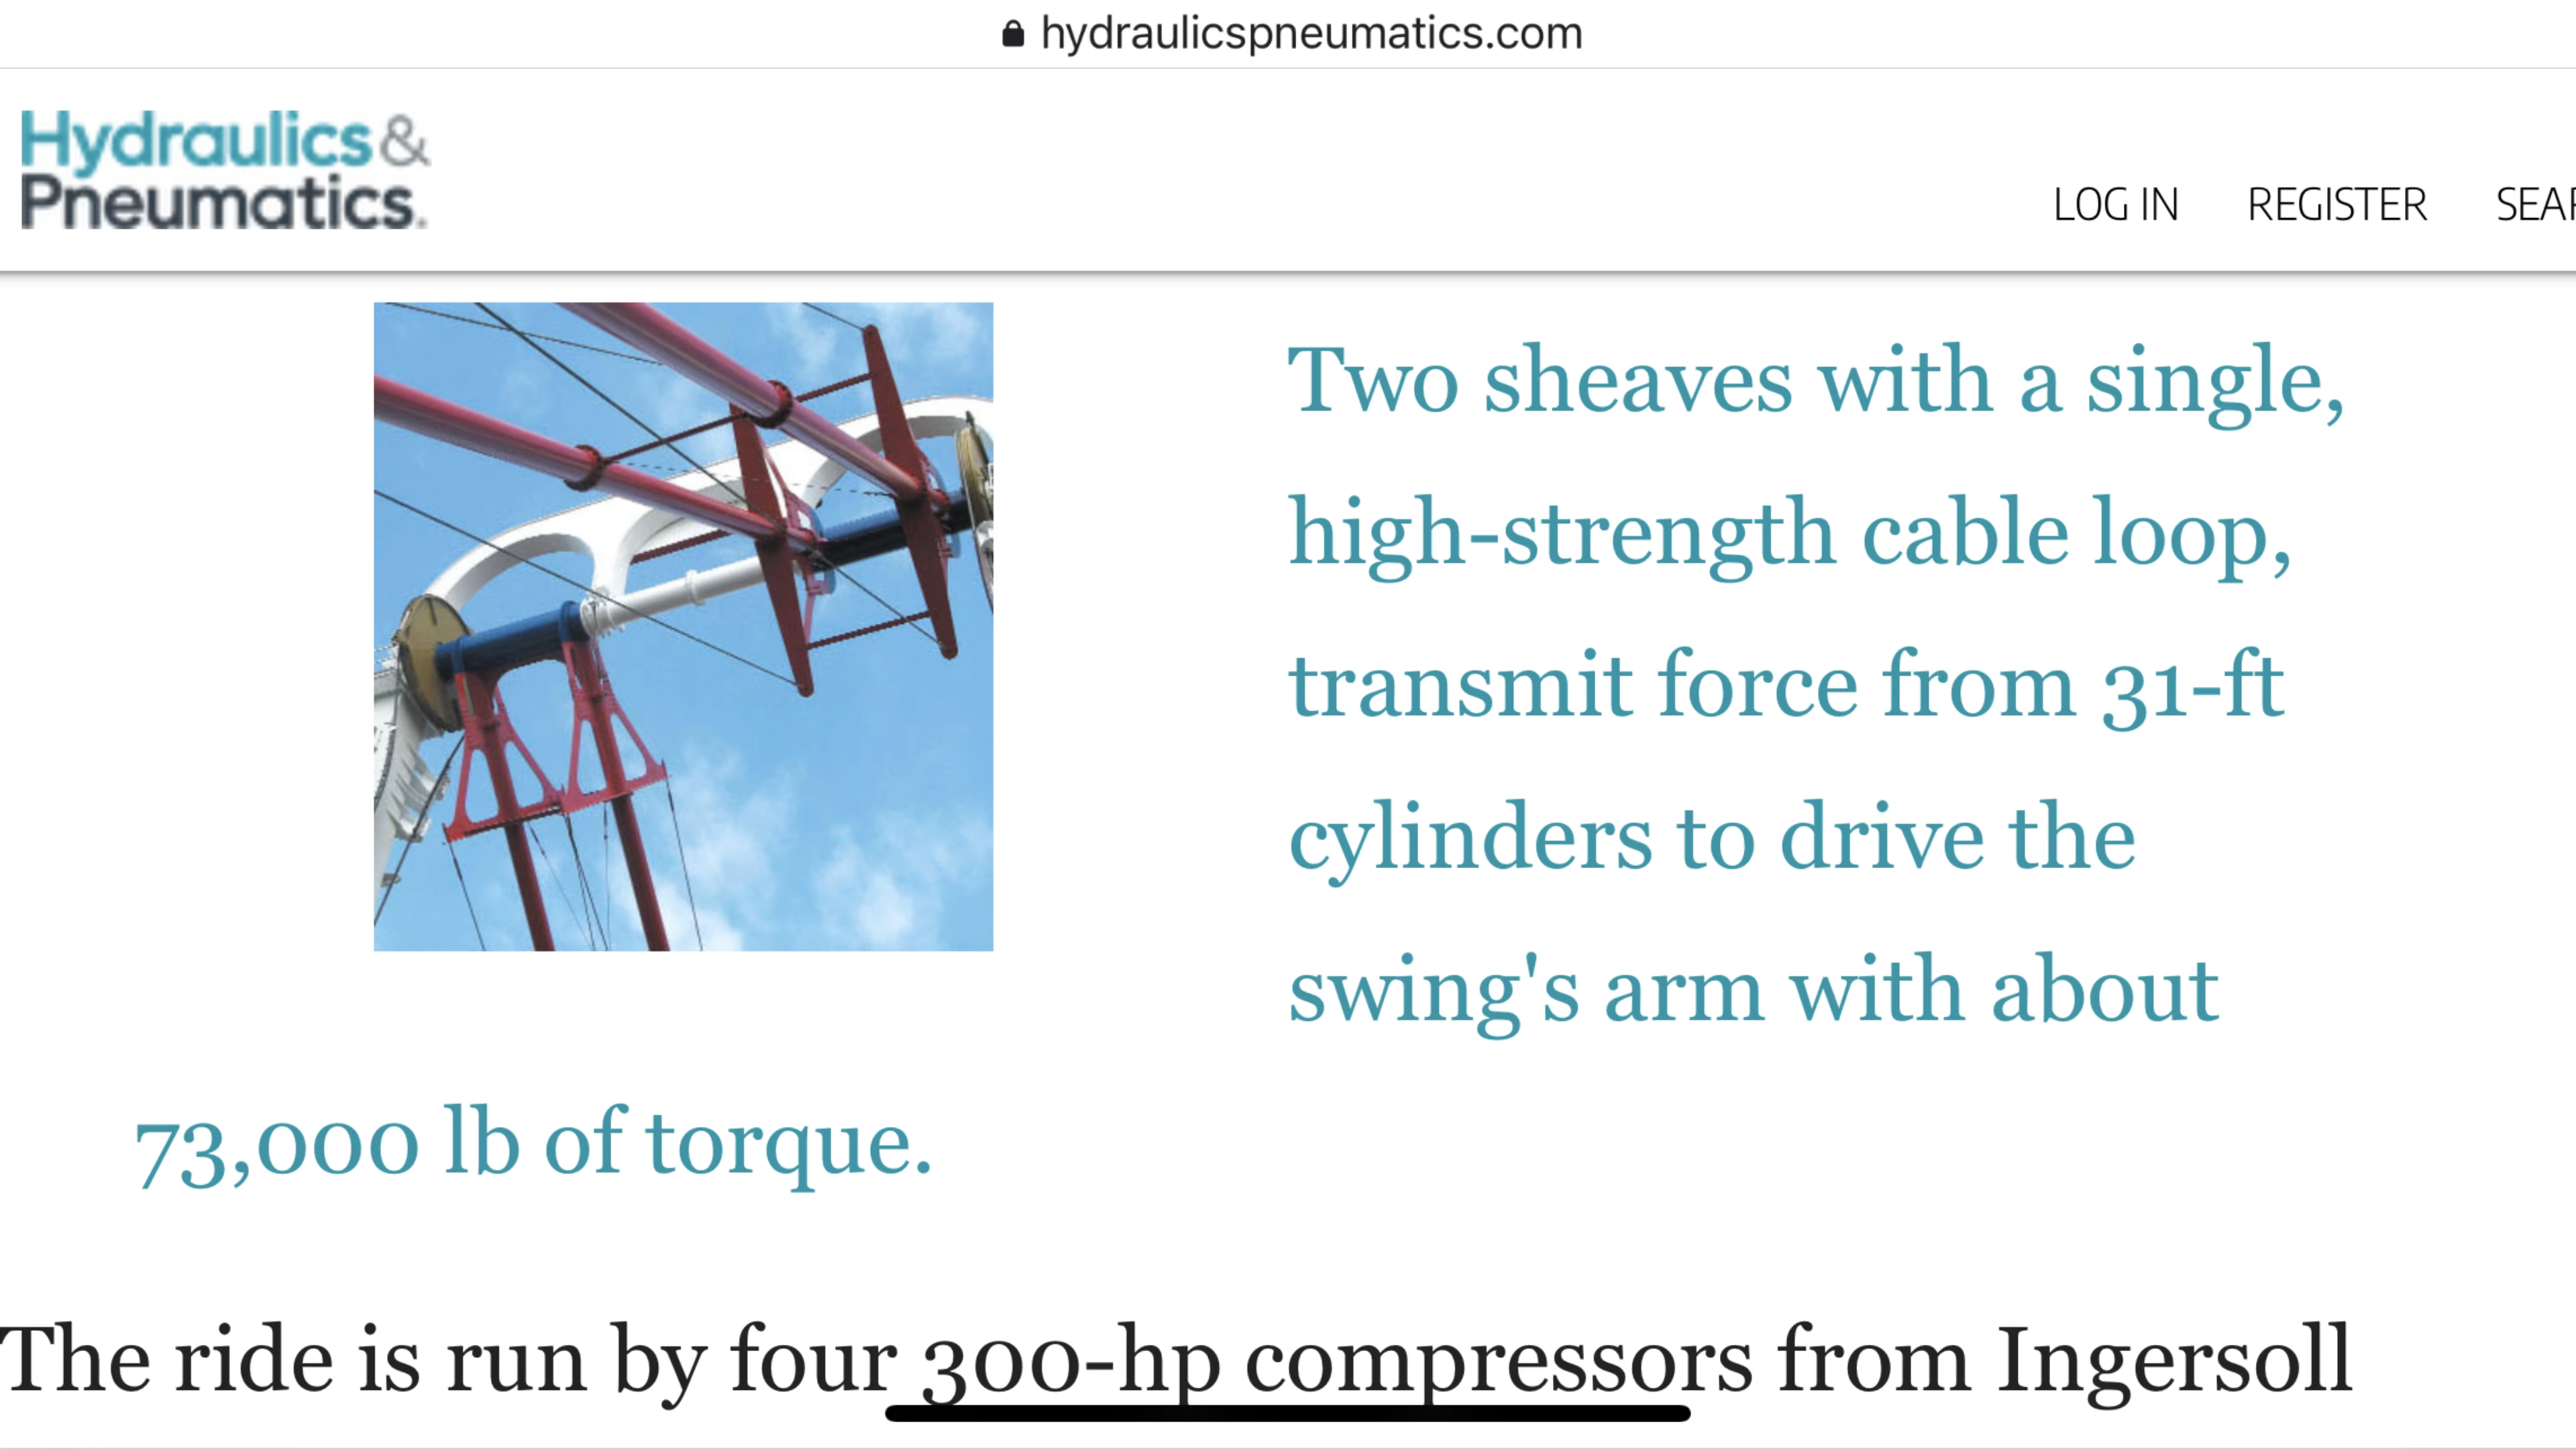 hydraulicspneumatics.com
Hydraulics&
Pneumatics.
LOG IN REGISTER SEAR
Two sheaves with a single,
high-strength cable loop,
transmit force from 31-ft
cylinders to drive the
swing's arm with about
73,000 lb of torque.
The ride is run by four 300-hp compressors from Ingersoll